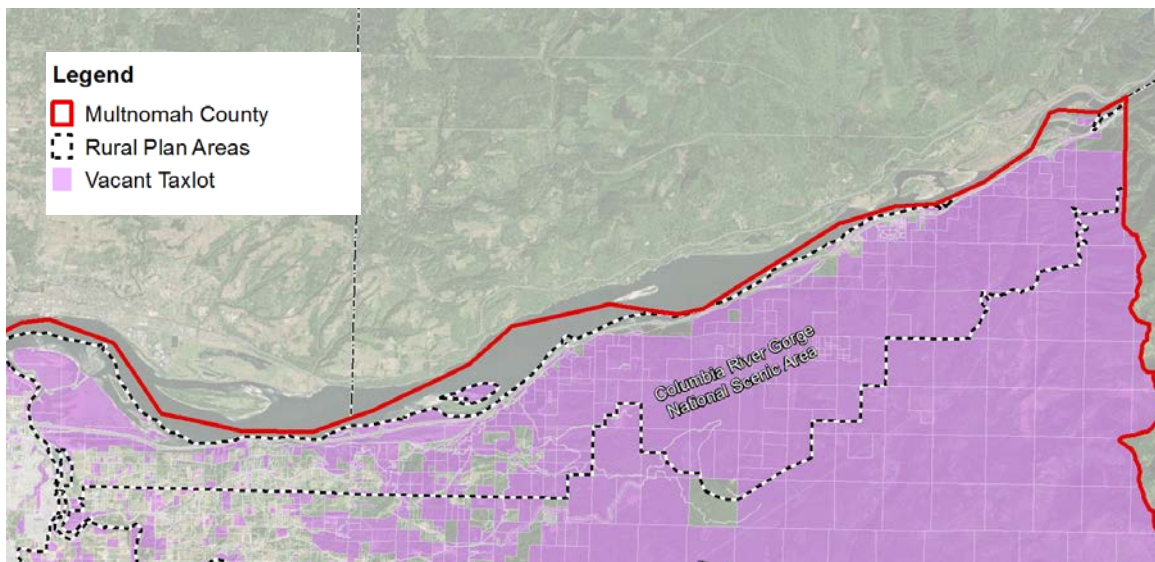 Legend
Multnomah County
Rural Plan Areas
Vacant Taxlot
Columbia River Gorge
National Scenic Area